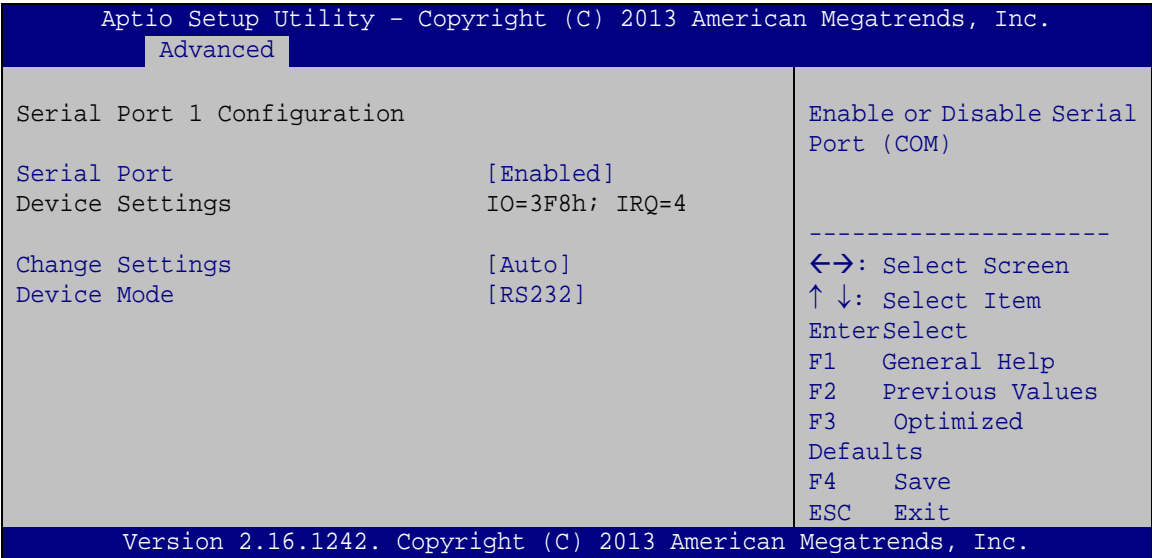 Aptio Setup Utility – Copyright (C) 2013 American Megatrends, Inc.
Advanced
Serial Port 1 Configuration
Serial Port [Enabled]
Device Settings IO=3F8h; IRQ=4
Change Settings [Auto]
Device Mode [RS232]
Enable or Disable Serial
Port (COM)
---------------------
←→: Select Screen
↑ ↓: Select Item
EnterSelect
F1 General Help
F2 Previous Values
F3 Optimized
Defaults
F4 Save
ESC Exit
Version 2.16.1242. Copyright (C) 2013 American Megatrends, Inc.